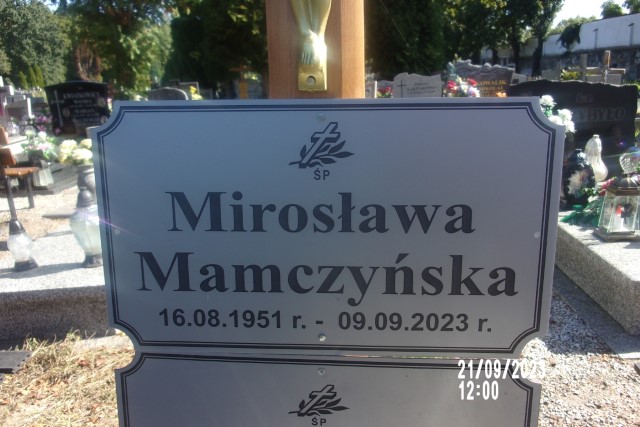 ŚP
Mirosława
Mamczyńska
16.08.1951 r. - 09.09.2023 r.
ŚP
21/09/2023
12:00